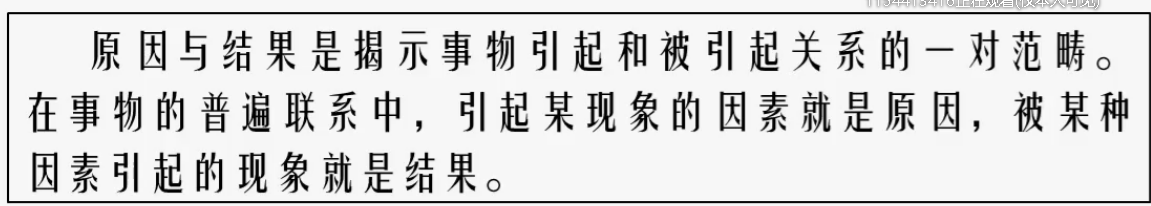 原因与结果是揭示事物引起和被引起关系的一对范畴。
在事物的普遍联系中，引起某现象的因素就是原因，被某种
因素引起的现象就是结果。